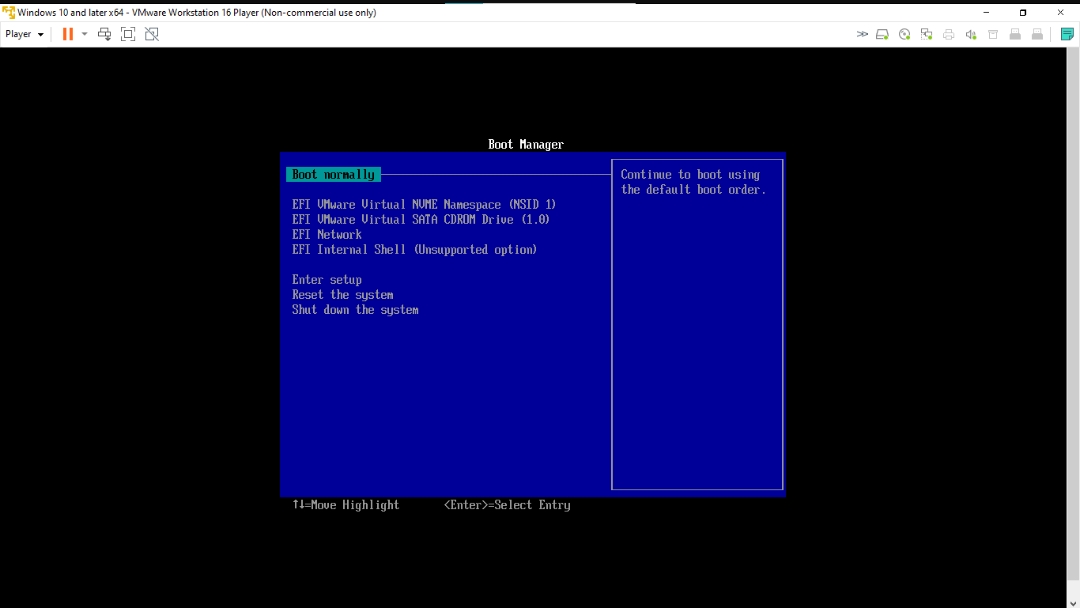 Windows 10 and later x64 - VMware Workstation 16 Player (Non-commercial use only)
Player
Boot Manager
Boot normally
EFI VMware Virtual NVME Namespace (NSID 1)
EFI VMware Virtual SATA CDROM Drive (1.0)
EFI Network
EFI Internal Shell (Unsupported option)
Enter setup
Reset the system
Shut down the system
Continue to boot using
the default boot order.
↑↓=Move Highlight <Enter>=Select Entry